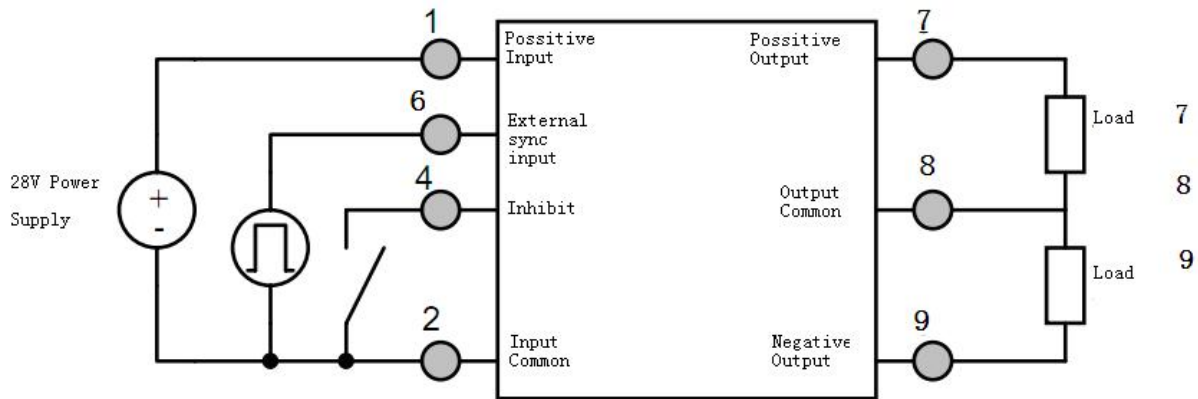 1
Possitive
Input
6
External
sync
input
4
Inhibit
2
Input
Common
28V Power
Supply
+
-
7
Possitive
Output
8
Output
Common
9
Negative
Output
Load
7
8
Load
9